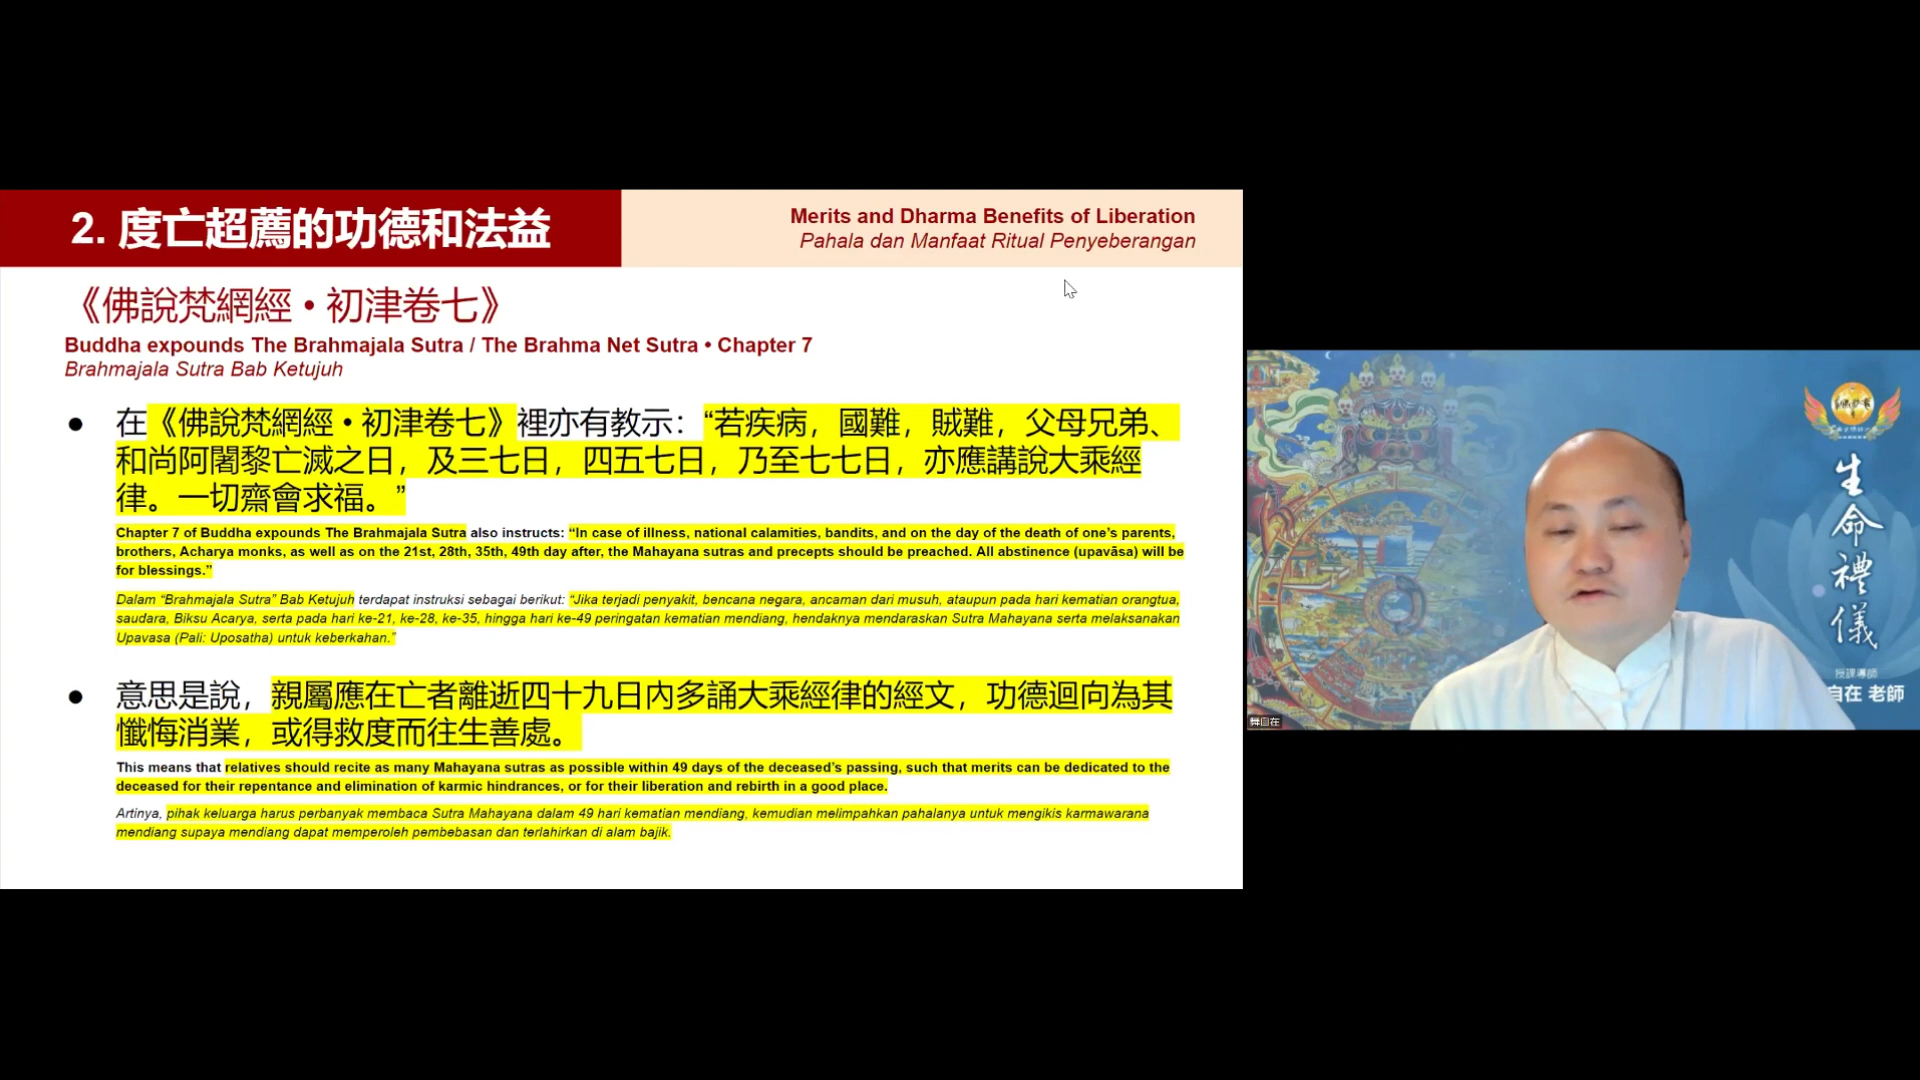 2. 度亡超薦的功德和法益
Merits and Dharma Benefits of Liberation
Pahala dan Manfaat Ritual Penyeberangan
《佛說梵網經 • 初津卷七》
Buddha expounds The Brahmajala Sutra / The Brahma Net Sutra • Chapter 7
Brahmajala Sutra Bab Ketujuh
● 在《佛說梵網經 • 初津卷七》裡亦有教示：“若疾病，國難，賊難，父母兄弟、
和尚阿闍黎亡滅之日，及三七日，四五七日，乃至七七日，亦應講說大乘經
律。一切齋會求福。”
Chapter 7 of Buddha expounds The Brahmajala Sutra also instructs: “In case of illness, national calamities, bandits, and on the day of the death of one’s parents,
brothers, Acharya monks, as well as on the 21st, 28th, 35th, 49th day after, the Mahayana sutras and precepts should be preached. All abstinence (upavāsa) will be
for blessings.”
Dalam “Brahmajala Sutra” Bab Ketujuh terdapat instruksi sebagai berikut: “Jika terjadi penyakit, bencana negara, ancaman dari musuh, ataupun pada hari kematian orangtua,
saudara, Biksu Acarya, serta pada hari ke-21, ke-28, ke-35, hingga hari ke-49 peringatan kematian mendiang, hendaknya mendaraskan Sutra Mahayana serta melaksanakan
Upavasa (Pali: Uposatha) untuk keberkahan.”
● 意思是說，親屬應在亡者離逝四十九日內多誦大乘經律的經文，功德迴向為其
懺悔消業，或得救度而往生善處。
This means that relatives should recite as many Mahayana sutras as possible within 49 days of the deceased’s passing, such that merits can be dedicated to the
deceased for their repentance and elimination of karmic hindrances, or for their liberation and rebirth in a good place.
Artinya, pihak keluarga harus perbanyak membaca Sutra Mahayana dalam 49 hari kematian mendiang, kemudian melimpahkan pahalanya untuk mengikis karmawarana
mendiang supaya mendiang dapat memperoleh pembebasan dan terlahirkan di alam bajik.
生命禮儀
授課導師
自在 老師
舞自在